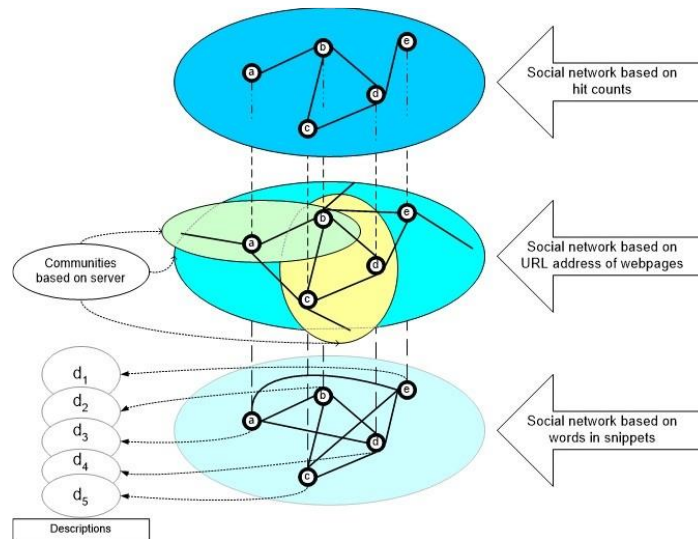 b
e
a
d
c
Social network based on
hit counts
b
e
a
d
c
Communities
based on server
Social network based on
URL address of webpages
d1
d2
d3
d4
d5
e
b
a
d
c
Social network based on
words in snippets
Descriptions